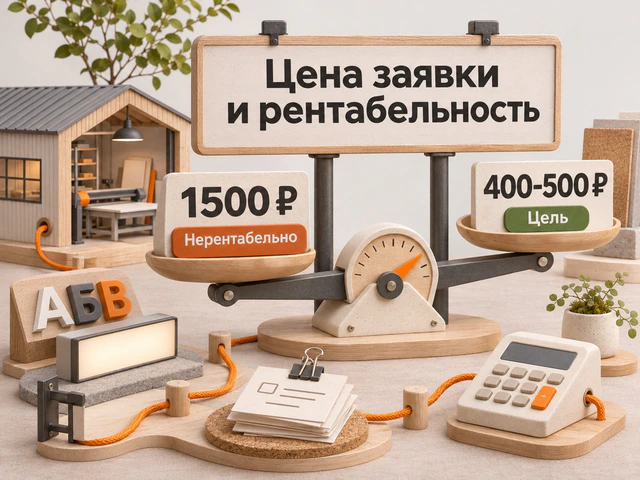 Цена заявки
и рентабельность
1500 ₽
Нерентабельно
400-500 ₽
Цель
АБВ